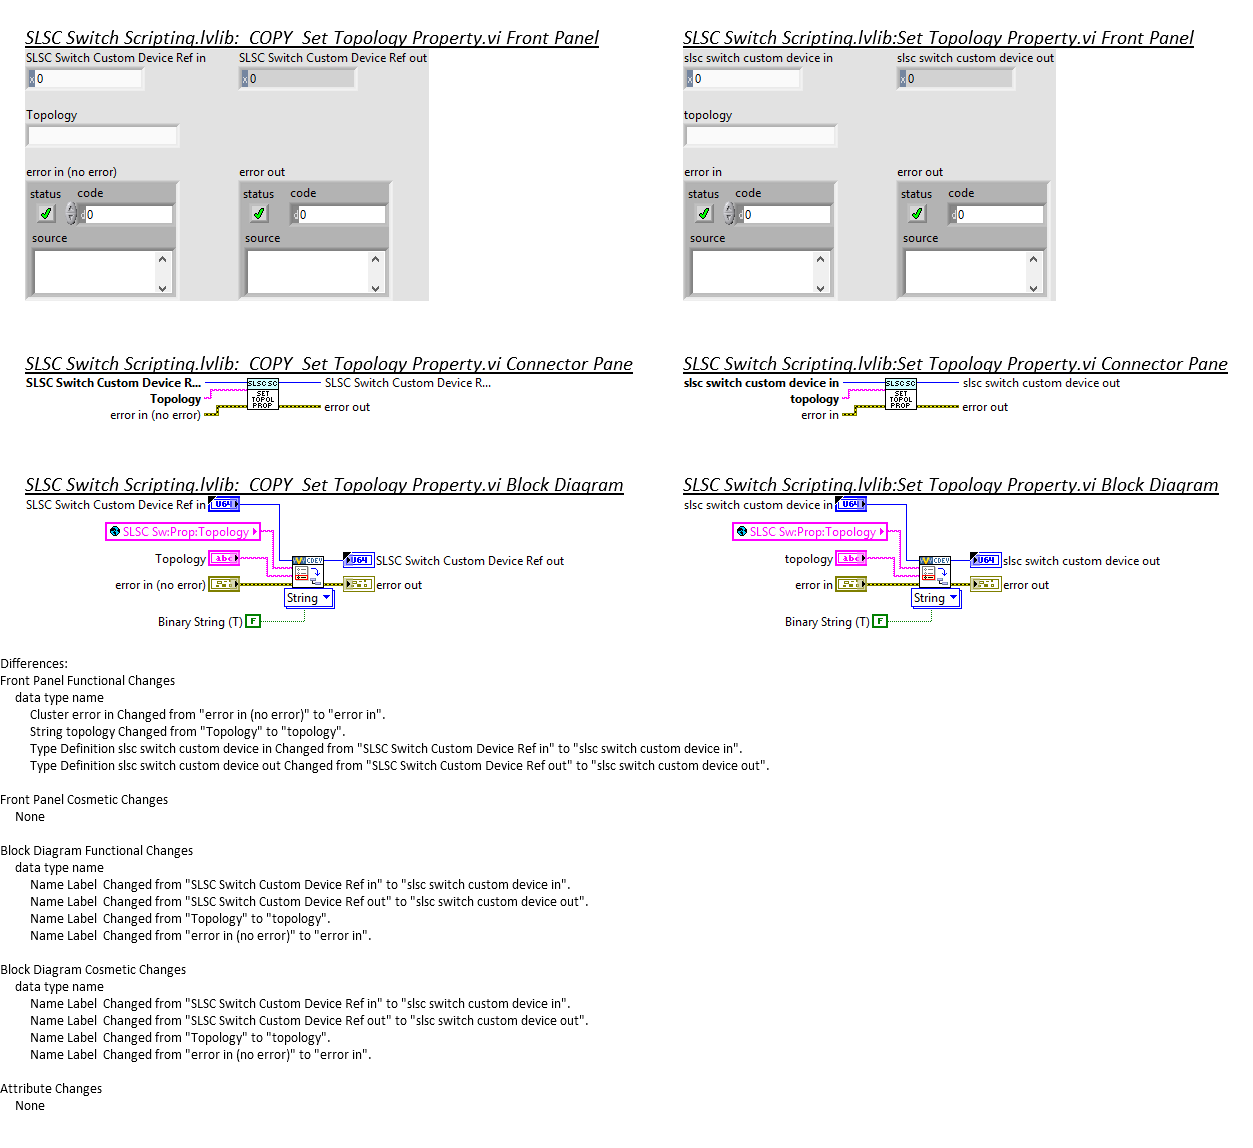 SLSC Switch Scripting.lvlib:_COPY_Set Topology Property.vi Front Panel
SLSC Switch Custom Device Ref in
SLSC Switch Custom Device Ref out
x 0
x 0
Topology
error in (no error)
error out
status
code
status
code
d 0
d 0
source
source
SLSC Switch Scripting.lvlib:Set Topology Property.vi Front Panel
slsc switch custom device in
slsc switch custom device out
x 0
x 0
topology
error in
error out
status
code
status
code
d 0
d 0
source
source
SLSC Switch Scripting.lvlib:_COPY_Set Topology Property.vi Connector Pane
SLSC Switch Custom Device R...
SLSC Switch Custom Device R...
Topology
error in (no error)
error out
SLSC SC
SET
TOPOL
PROP
SLSC Switch Scripting.lvlib:Set Topology Property.vi Connector Pane
slsc switch custom device in
slsc switch custom device out
topology
error in
error out
SLSC SC
SET
TOPOL
PROP
SLSC Switch Scripting.lvlib:_COPY_Set Topology Property.vi Block Diagram
SLSC Switch Custom Device Ref in
U64
SLSC Sw:Prop:Topology
Topology
abc
CDEV
U64
SLSC Switch Custom Device Ref out
error in (no error)
error out
String
Binary String (T)
F
SLSC Switch Scripting.lvlib:Set Topology Property.vi Block Diagram
slsc switch custom device in
U64
SLSC Sw:Prop:Topology
topology
abc
CDEV
U64
slsc switch custom device out
error in
error out
String
Binary String (T)
F
Differences:
Front Panel Functional Changes
data type name
Cluster error in Changed from "error in (no error)" to "error in".
String topology Changed from "Topology" to "topology".
Type Definition slsc switch custom device in Changed from "SLSC Switch Custom Device Ref in" to "slsc switch custom device in".
Type Definition slsc switch custom device out Changed from "SLSC Switch Custom Device Ref out" to "slsc switch custom device out".
Front Panel Cosmetic Changes
None
Block Diagram Functional Changes
data type name
Name Label  Changed from "SLSC Switch Custom Device Ref in" to "slsc switch custom device in".
Name Label  Changed from "SLSC Switch Custom Device Ref out" to "slsc switch custom device out".
Name Label  Changed from "Topology" to "topology".
Name Label  Changed from "error in (no error)" to "error in".
Block Diagram Cosmetic Changes
data type name
Name Label  Changed from "SLSC Switch Custom Device Ref in" to "slsc switch custom device in".
Name Label  Changed from "SLSC Switch Custom Device Ref out" to "slsc switch custom device out".
Name Label  Changed from "Topology" to "topology".
Name Label  Changed from "error in (no error)" to "error in".
Attribute Changes
None